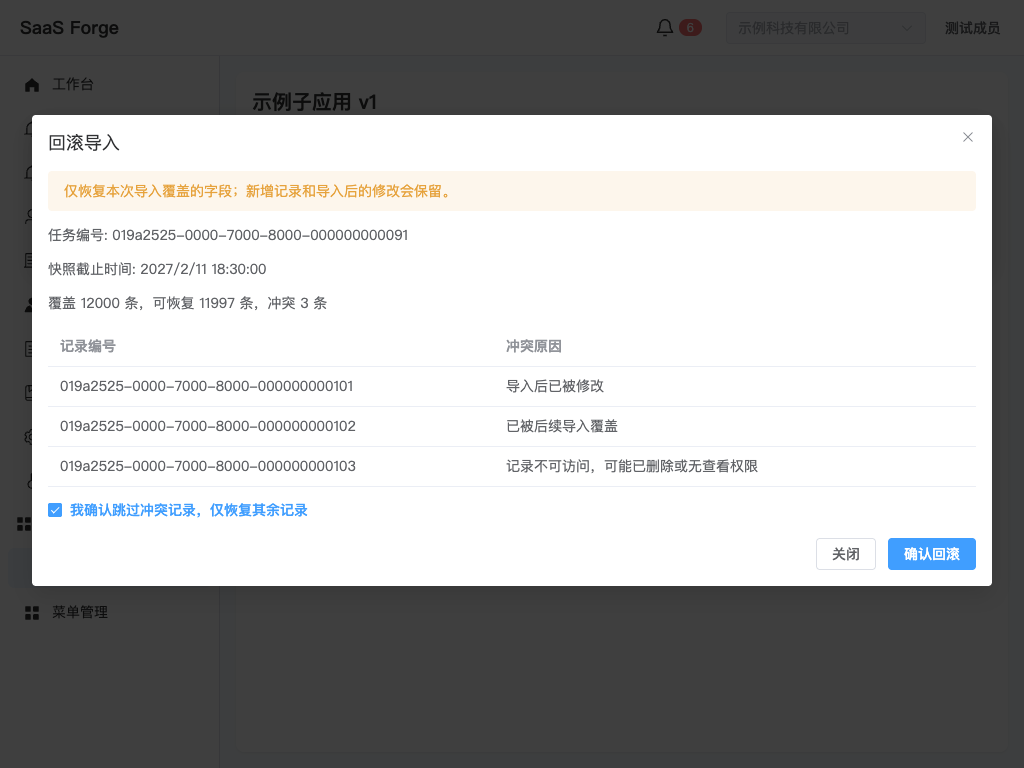 SaaS Forge
6
示例科技有限公司
测试成员
工作台
示例子应用 v1
回滚导入
仅恢复本次导入覆盖的字段；新增记录和导入后的修改会保留。
任务编号: 019a2525-0000-7000-8000-000000000091
快照截止时间: 2027/2/11 18:30:00
覆盖 12000 条，可恢复 11997 条，冲突 3 条
记录编号 冲突原因
019a2525-0000-7000-8000-000000000101 导入后已被修改
019a2525-0000-7000-8000-000000000102 已被后续导入覆盖
019a2525-0000-7000-8000-000000000103 记录不可访问，可能已删除或无查看权限
我确认跳过冲突记录，仅恢复其余记录
关闭 确认回滚
菜单管理